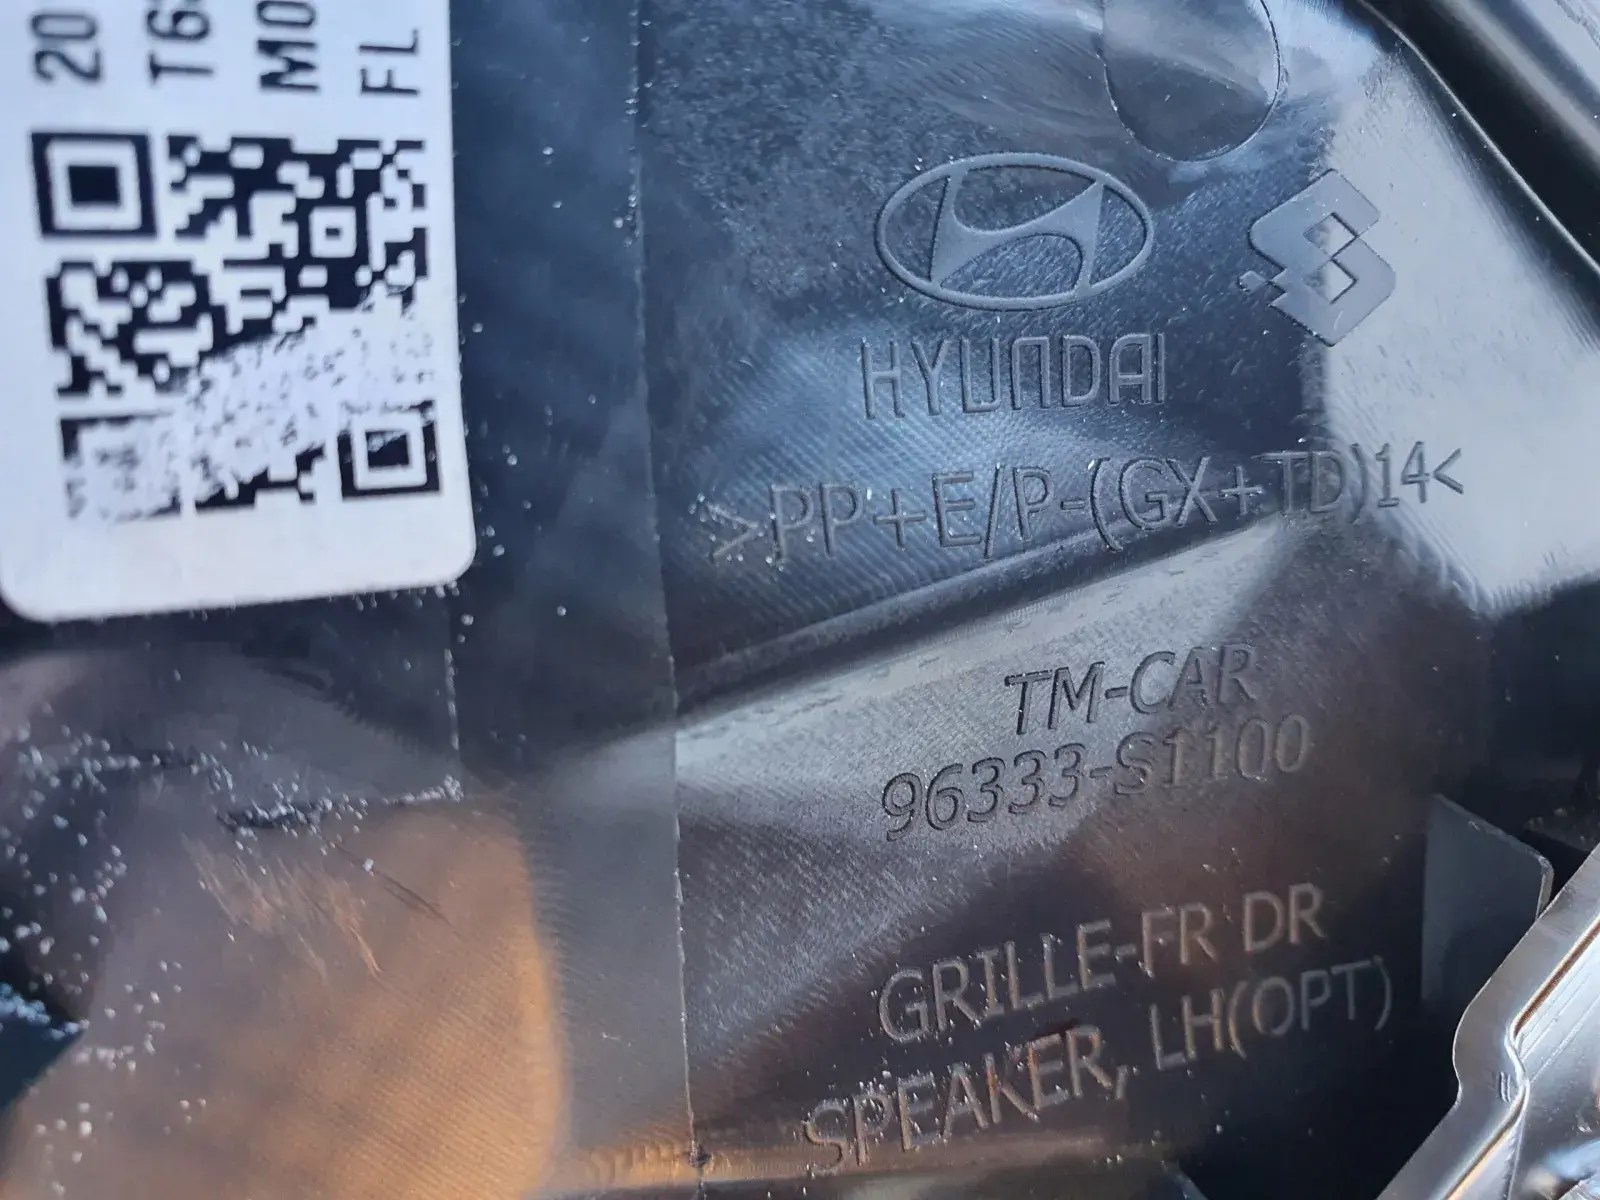 20
T6
M0
FL
HYUNDAI
>PP+E/P-(GX+TD)14<
TM-CAR
96333-S1100
GRILLE-FR DR
SPEAKER, LH(OPT)